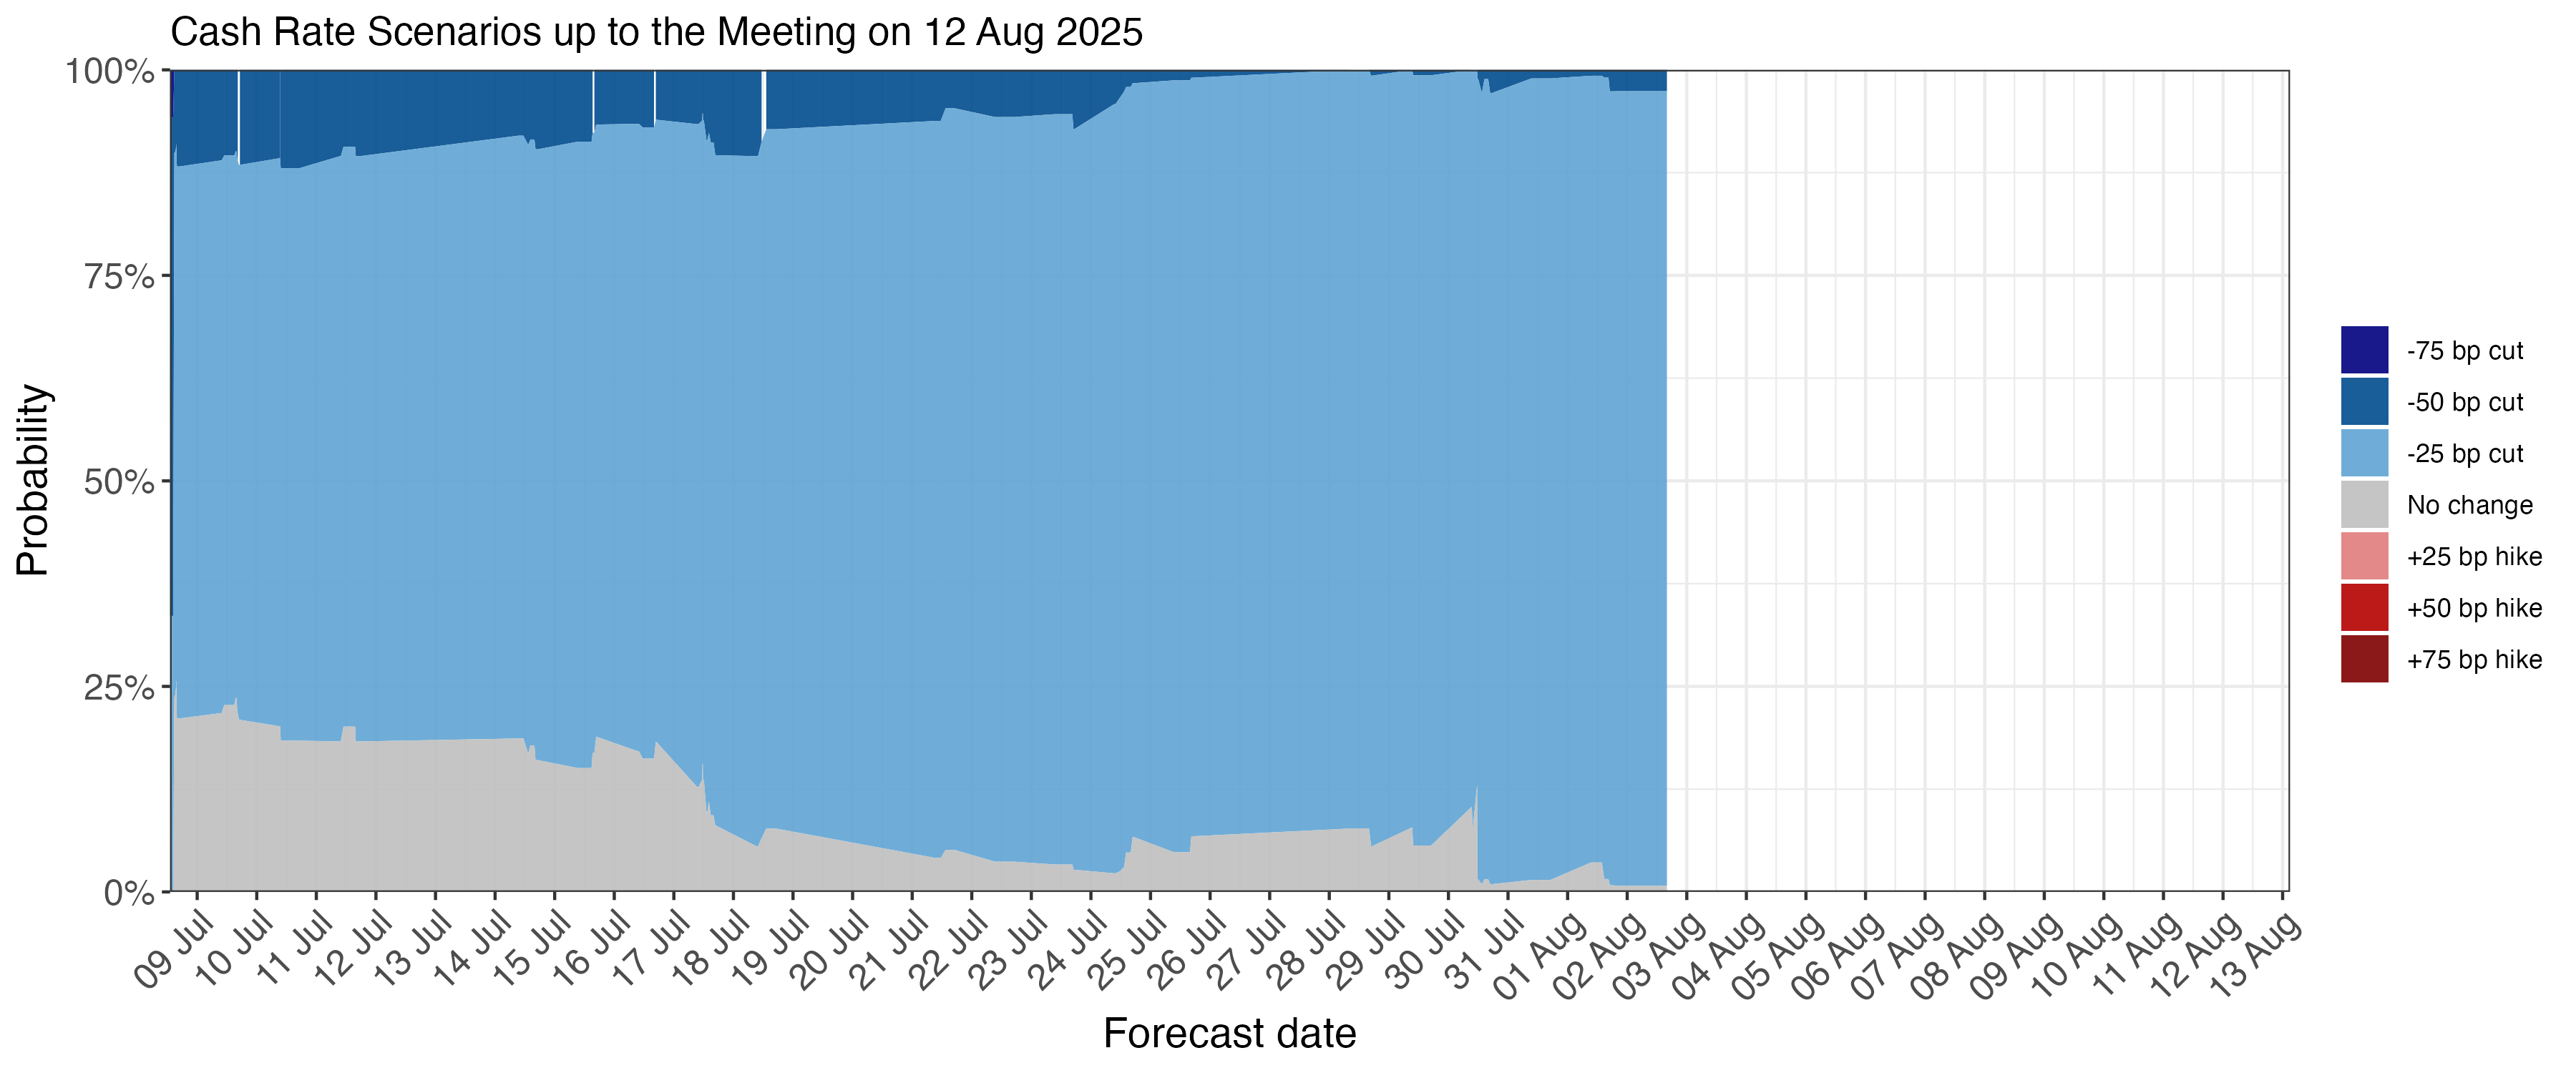 Cash Rate Scenarios up to the Meeting on 12 Aug 2025
100%
75%
50%
25%
0%
Probability
09 Jul
10 Jul
11 Jul
12 Jul
13 Jul
14 Jul
15 Jul
16 Jul
17 Jul
18 Jul
19 Jul
20 Jul
21 Jul
22 Jul
23 Jul
24 Jul
25 Jul
26 Jul
27 Jul
28 Jul
29 Jul
30 Jul
31 Jul
01 Aug
02 Aug
03 Aug
04 Aug
05 Aug
06 Aug
07 Aug
08 Aug
09 Aug
10 Aug
11 Aug
12 Aug
13 Aug
Forecast date
-75 bp cut
-50 bp cut
-25 bp cut
No change
+25 bp hike
+50 bp hike
+75 bp hike